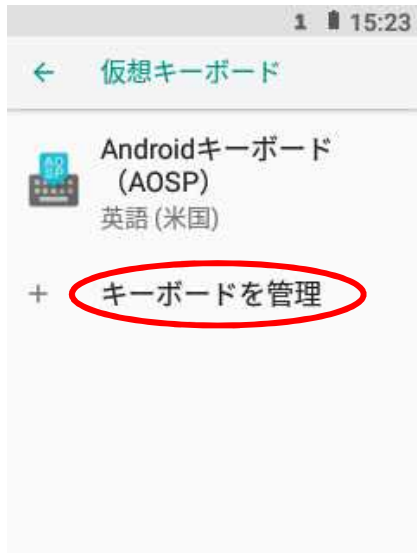 1 15:23
仮想キーボード
Androidキーボード
（AOSP）
英語 (米国)
キーボードを管理